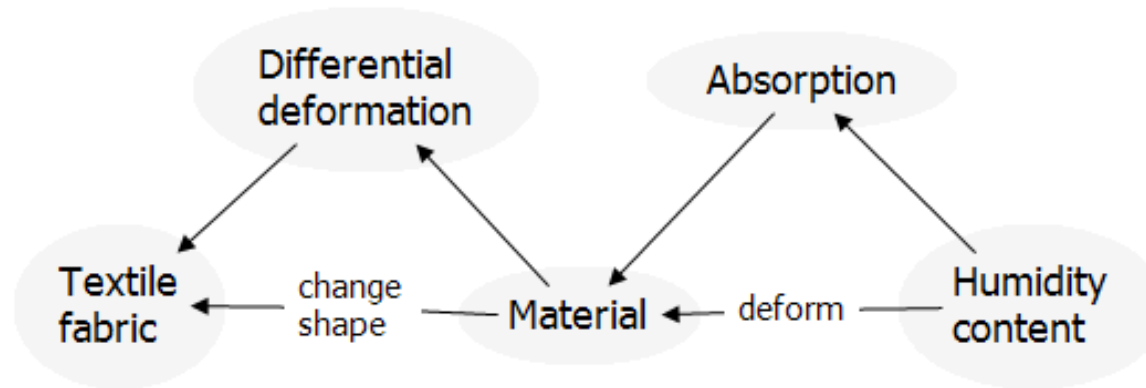 Differential
deformation
Absorption
Textile
fabric
change
shape
Material
deform
Humidity
content